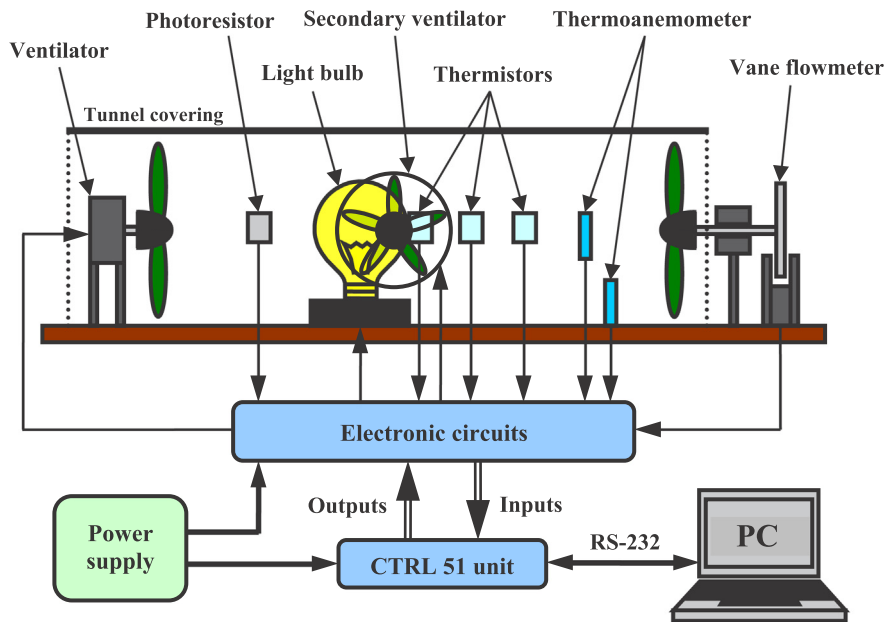 Photoresistor
Secondary ventilator
Thermoanemometer
Ventilator
Light bulb
Thermistors
Vane flowmeter
Tunnel covering
Electronic circuits
Outputs
Inputs
Power
supply
CTRL 51 unit
RS-232
PC